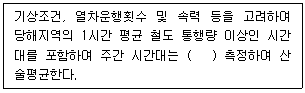 기상조건, 열차운행횟수 및 속력 등을 고려하여
당해지역의 1시간 평균 철도 통행량 이상인 시간
대를 포함하여 주간 시간대는 (    ) 측정하여 산
술평균한다.